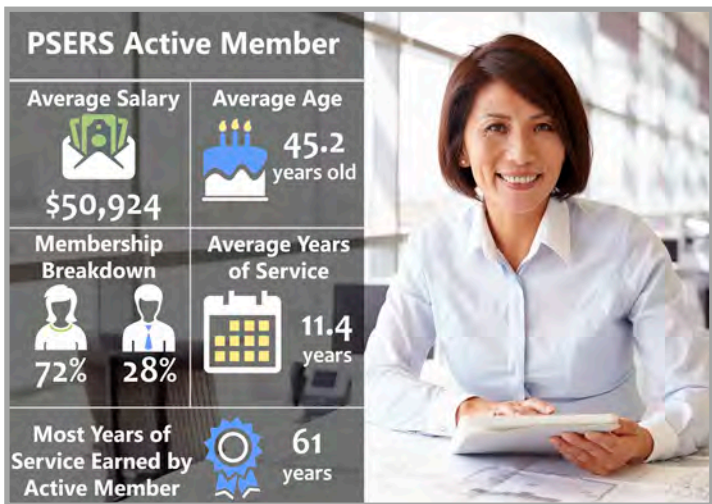 PSERS Active Member
Average Salary
$50,924
Average Age
45.2
years old
Membership
Breakdown
72% 28%
Average Years
of Service
11.4
years
Most Years of
Service Earned by
Active Member
61
years